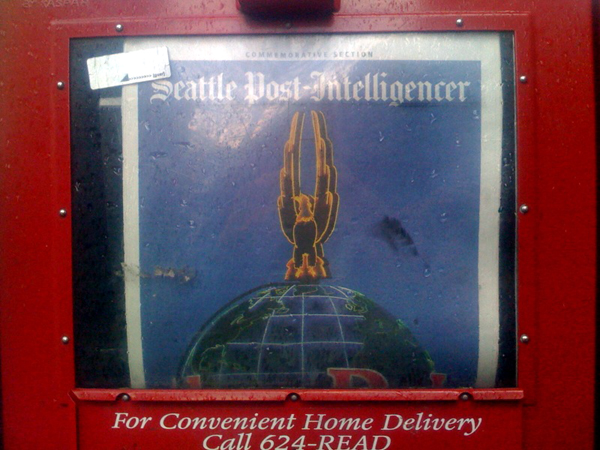 COMMEMORATIVE SECTION
Seattle Post-Intelligencer
For Convenient Home Delivery
Call 624-READ